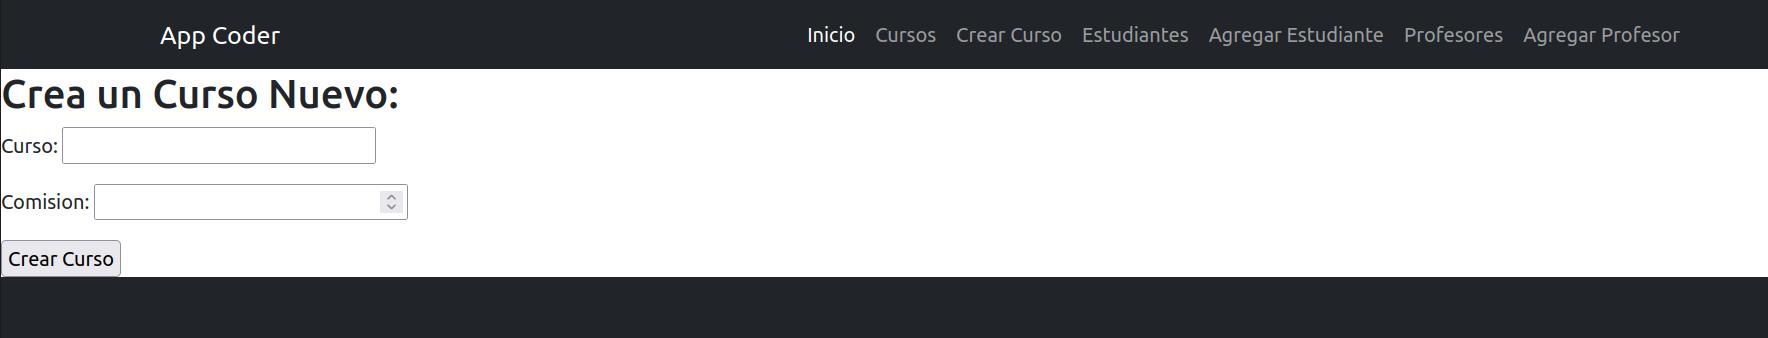 App Coder Inicio Cursos Crear Curso Estudiantes Agregar Estudiante Profesores Agregar Profesor
Crea un Curso Nuevo:
Curso:
Comision:
Crear Curso